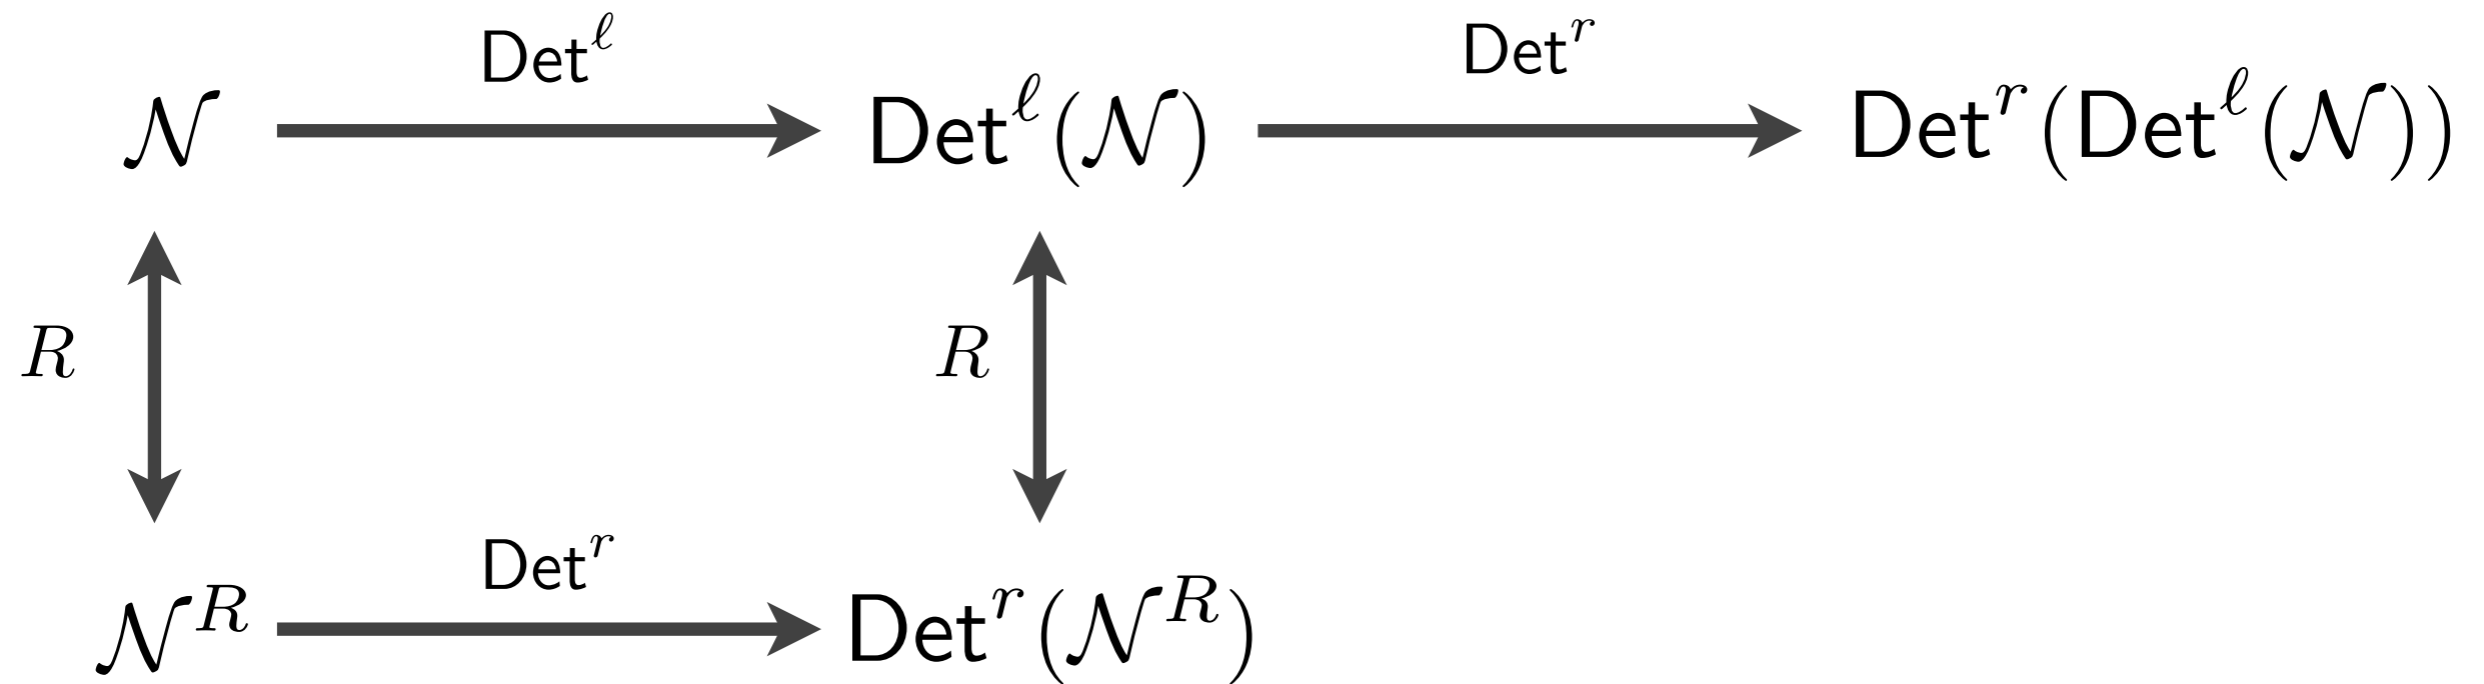 Det^ℓ Det^r
𝒩 Det^ℓ(𝒩) Det^r(Det^ℓ(𝒩))
R R
Det^r
𝒩^R Det^r(𝒩^R)